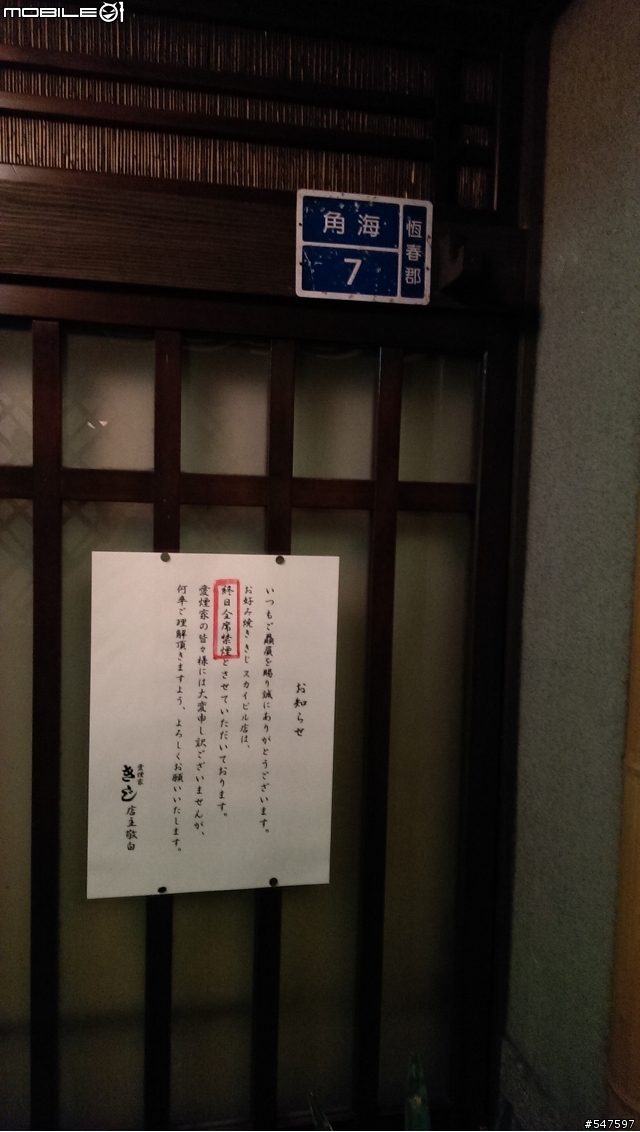 MOBILE01
恆春郡
角海
7
お知らせ
いつもご贔屓を賜り誠にありがとうございます。
お好み焼き きじ スカイビル店は、
終日全席禁煙とさせていただいております。
愛煙家の皆々様には大変申し訳ございませんが、
何卒ご理解頂きますよう、よろしくお願いいたします。
愛煙家
きじ 店主敬白
#547597